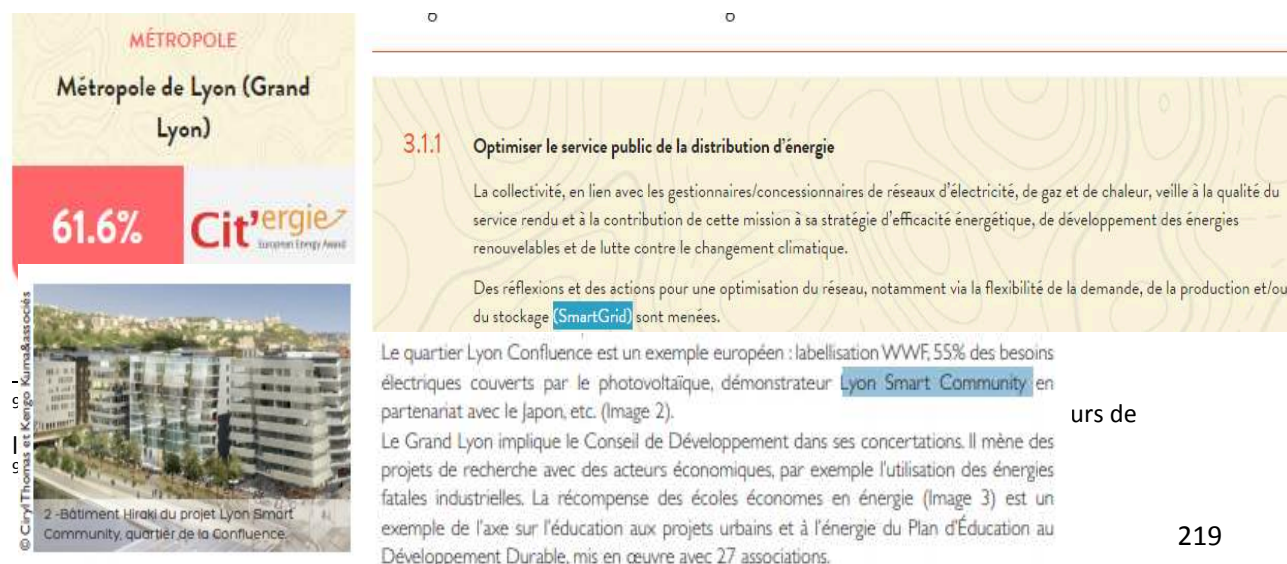 MÉTROPOLE
Métropole de Lyon (Grand
Lyon)
61.6%
Cit'ergie
European Energy Award
© Ciryl Thomas et Kengo Kuma&associés
2 -Bâtiment Hiraki du projet Lyon Smart
Community, quartier de la Confluence.
3.1.1 Optimiser le service public de la distribution d'énergie
La collectivité, en lien avec les gestionnaires/concessionnaires de réseaux d'électricité, de gaz et de chaleur, veille à la qualité du
service rendu et à la contribution de cette mission à sa stratégie d'efficacité énergétique, de développement des énergies
renouvelables et de lutte contre le changement climatique.
Des réflexions et des actions pour une optimisation du réseau, notamment via la flexibilité de la demande, de la production et/ou
du stockage (SmartGrid) sont menées.
Le quartier Lyon Confluence est un exemple européen : labellisation WWF, 55% des besoins
électriques couverts par le photovoltaïque, démonstrateur Lyon Smart Community en
partenariat avec le Japon, etc. (Image 2).
Le Grand Lyon implique le Conseil de Développement dans ses concertations. Il mène des
projets de recherche avec des acteurs économiques, par exemple l'utilisation des énergies
fatales industrielles. La récompense des écoles économes en énergie (Image 3) est un
exemple de l'axe sur l'éducation aux projets urbains et à l'énergie du Plan d'Éducation au
Développement Durable, mis en œuvre avec 27 associations.
urs de
219